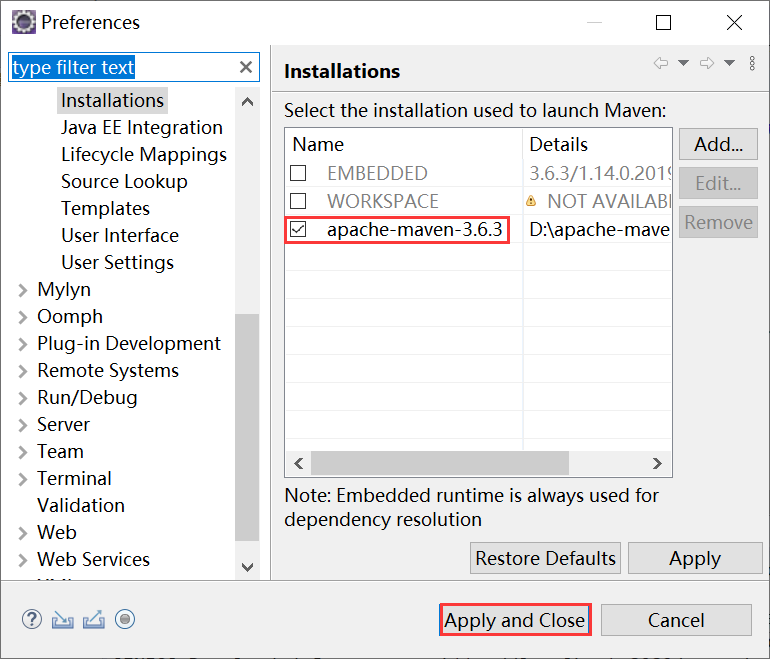 Preferences
type filter text
Installations
Java EE Integration
Lifecycle Mappings
Source Lookup
Templates
User Interface
User Settings
Mylyn
Oomph
Plug-in Development
Remote Systems
Run/Debug
Server
Team
Terminal
Validation
Web
Web Services
Installations
Select the installation used to launch Maven:
Name Details
EMBEDDED 3.6.3/1.14.0.2019
WORKSPACE NOT AVAILABI
apache-maven-3.6.3 D:\apache-mave
Add...
Edit...
Remove
Note: Embedded runtime is always used for
dependency resolution
Restore Defaults Apply
Apply and Close Cancel